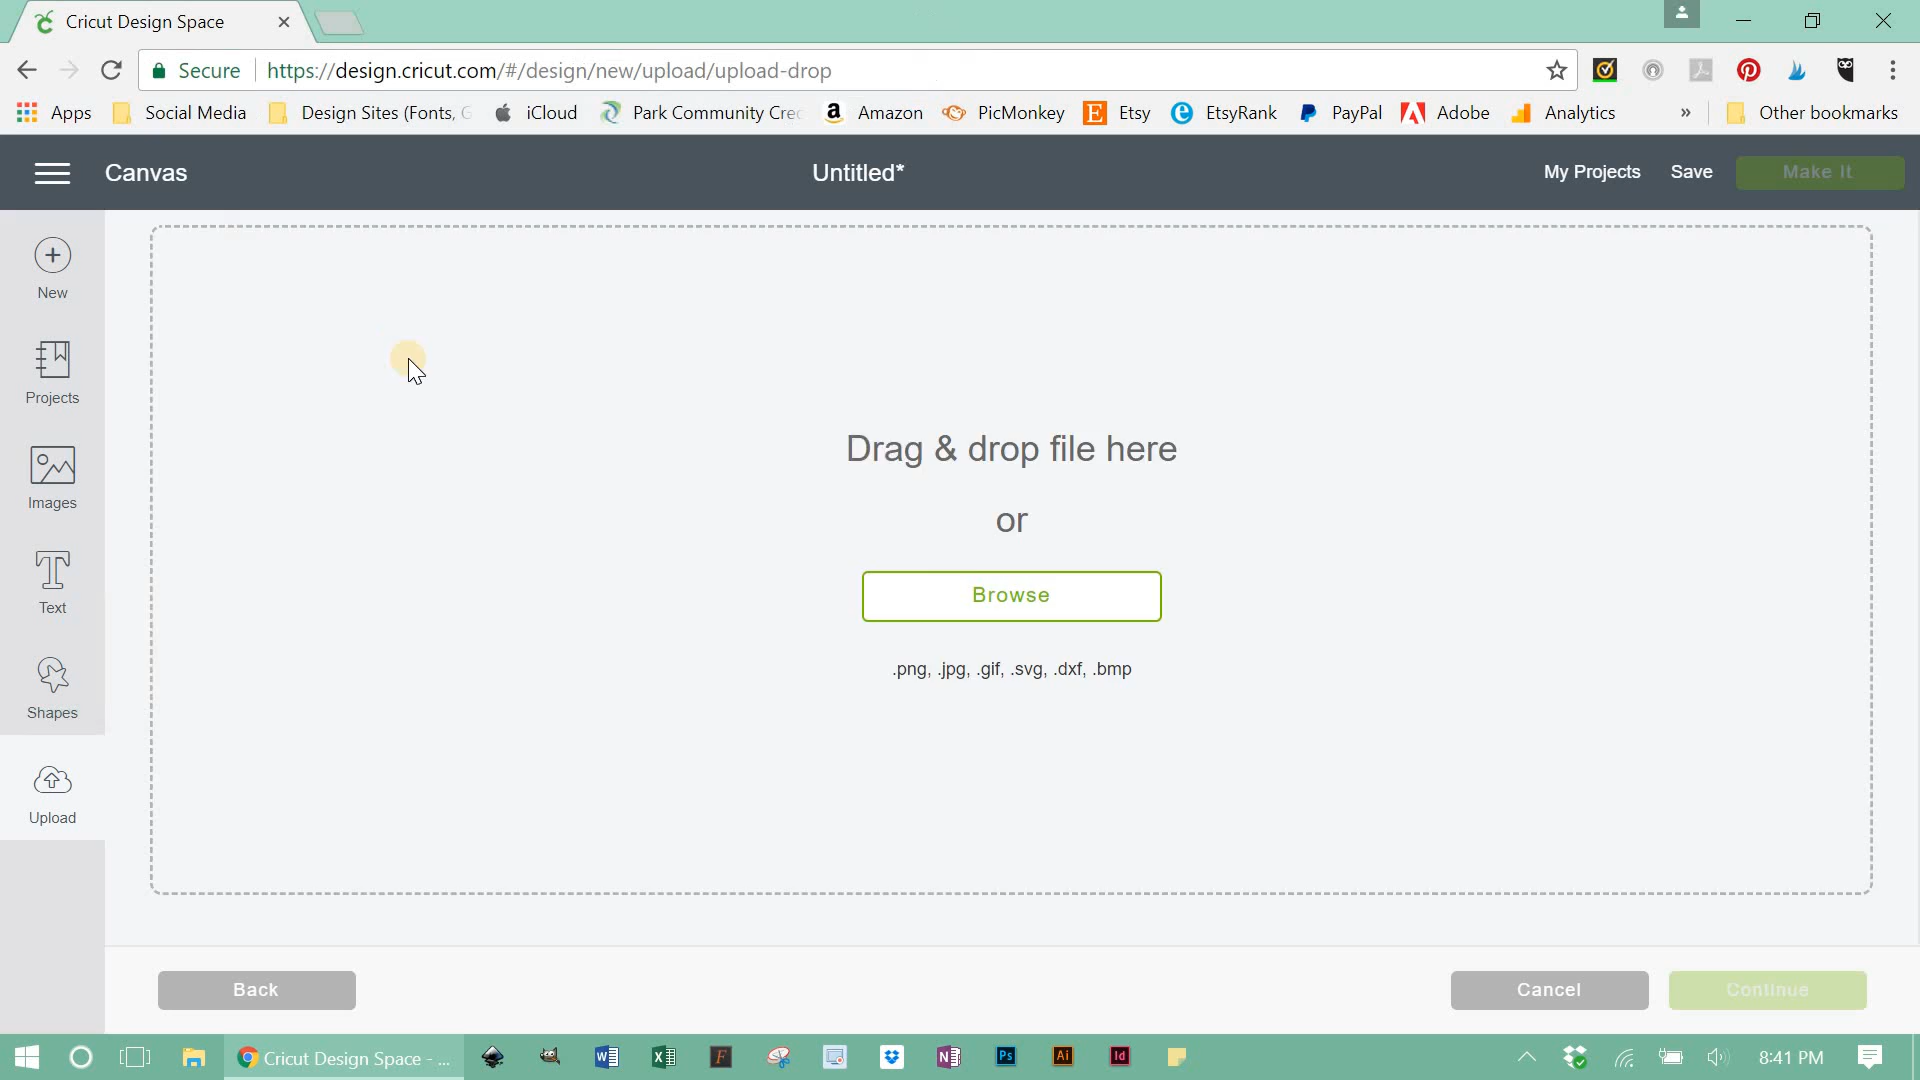 Cricut Design Space
Secure https://design.cricut.com/#/design/new/upload/upload-drop
Apps Social Media Design Sites (Fonts, G iCloud Park Community Cre Amazon PicMonkey Etsy EtsyRank PayPal Adobe Analytics » Other bookmarks
Canvas Untitled* My Projects Save Make It
New
Projects
Images
Text
Shapes
Upload
Drag & drop file here
or
Browse
.png, .jpg, .gif, .svg, .dxf, .bmp
Back Cancel Continue
Cricut Design Space - ... Ps Ai Id 8:41 PM